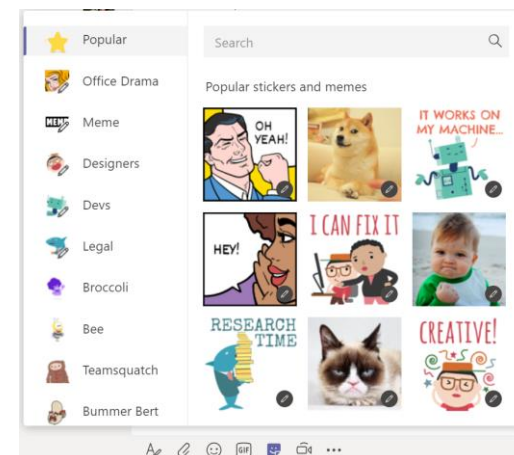 Popular
Office Drama
MEME
Meme
Designers
Devs
Legal
Broccoli
Bee
Teamsquatch
Bummer Bert
Search
Popular stickers and memes
OH
YEAH!
IT WORKS ON
MY MACHINE...
HEY!
I CAN FIX IT
RESEARCH
TIME
CREATIVE!
GIF